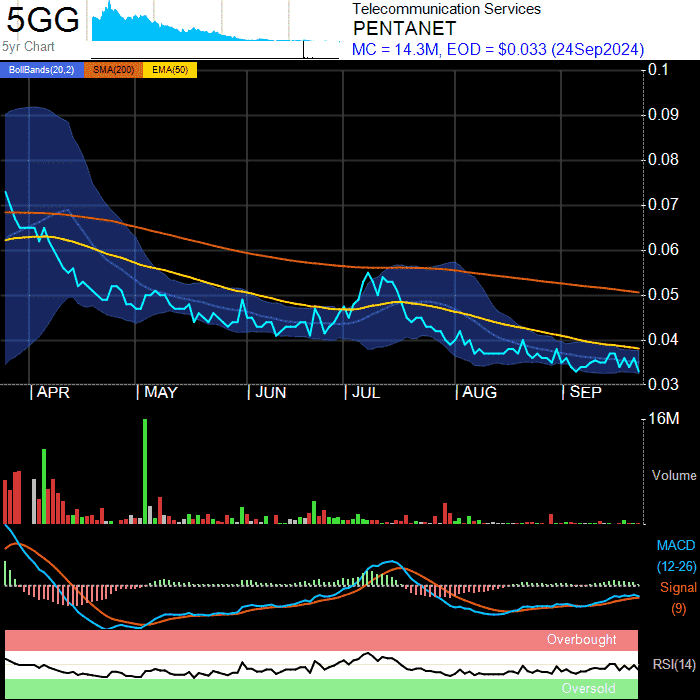 5GG
5yr Chart
Telecommunication Services
PENTANET
MC = 14.3M, EOD = $0.033 (24Sep2024)
BollBands(20,2) SMA(200) EMA(50)
0.1
0.09
0.08
0.07
0.06
0.05
0.04
0.03
APR MAY JUN JUL AUG SEP
16M
Volume
MACD
(12-26)
Signal
(9)
Overbought
RSI(14)
Oversold